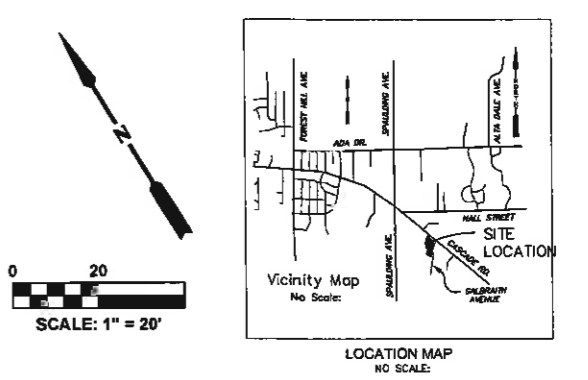 N
0 20
SCALE: 1" = 20'
FOREST HILL AVE.
SPAULDING AVE.
ALTA DALE AVE.
ADA DR.
HALL STREET
SITE
LOCATION
CASCADE RD.
SPAULDING AVE.
GALBRAITH
AVENUE
Vicinity Map
No Scale:
LOCATION MAP
NO SCALE: